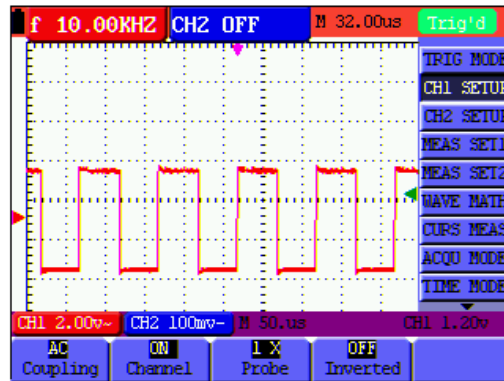 f 10.00KHZ CH2 OFF M 32.00us Trig'd
TRIG MODE
CH1 SETUP
CH2 SETUP
MEAS SET1
MEAS SET2
WAVE MATH
CURS MEAS
ACQU MODE
TIME MODE
CH1 2.00v~ CH2 100mv- M 50.us CH1 1.20v
AC ON 1 X OFF
Coupling Channel Probe Inverted